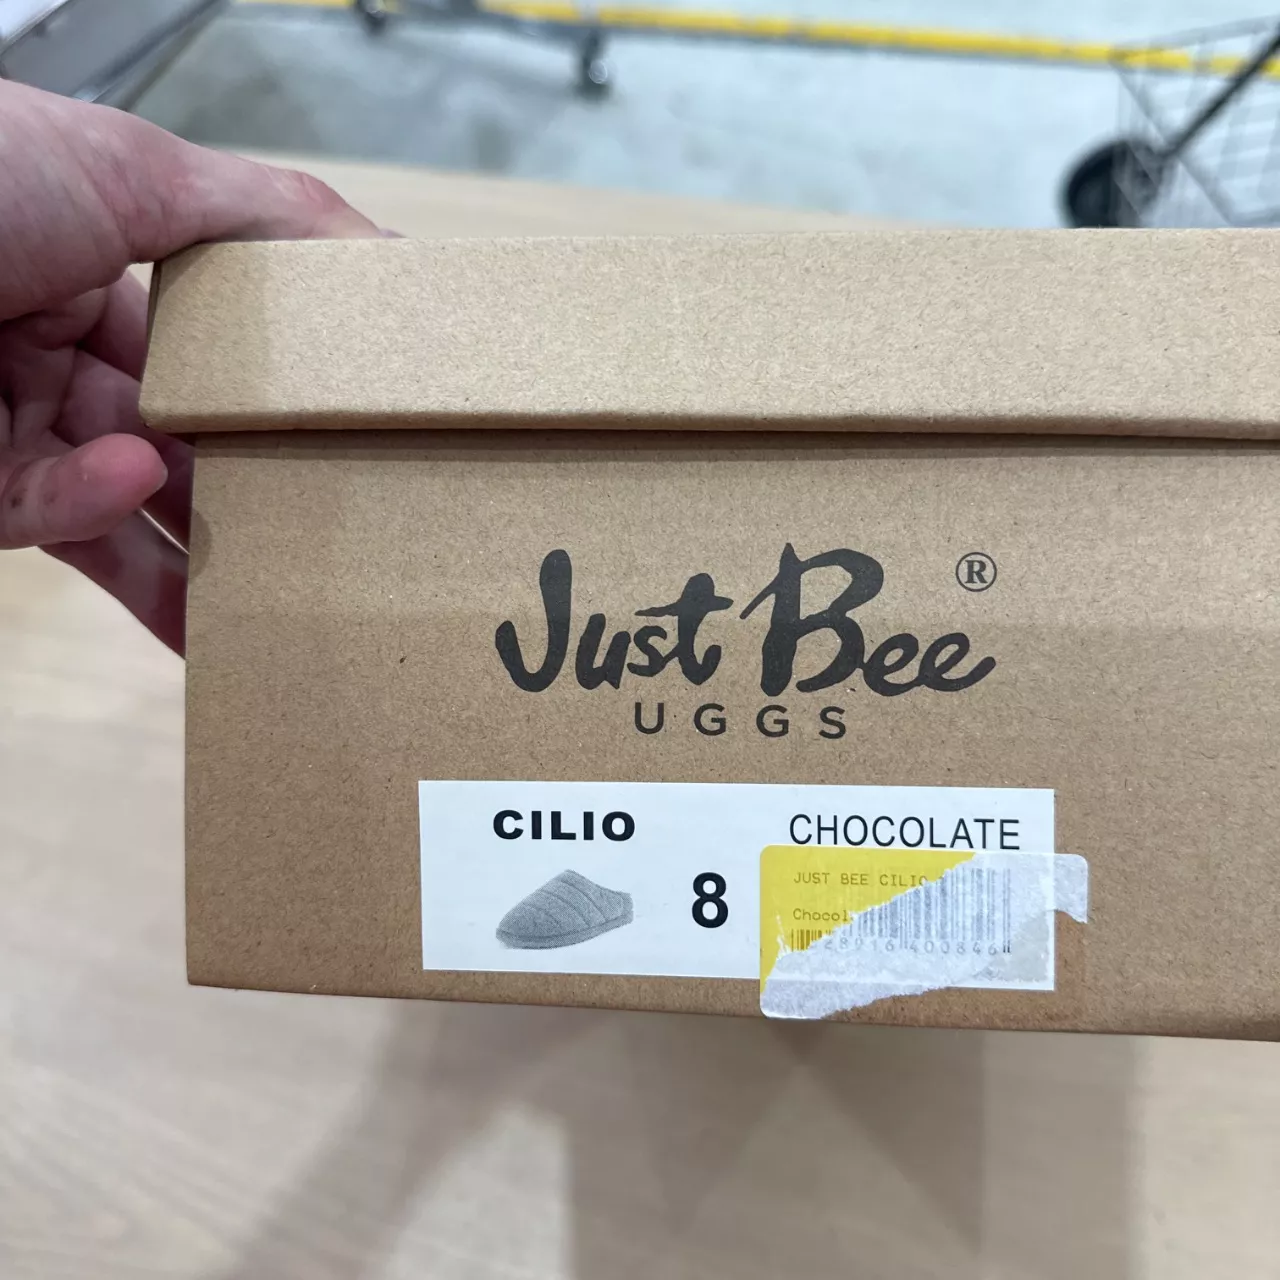 Just Bee®
UGGS
CILIO
CHOCOLATE
8
JUST BEE CILIO